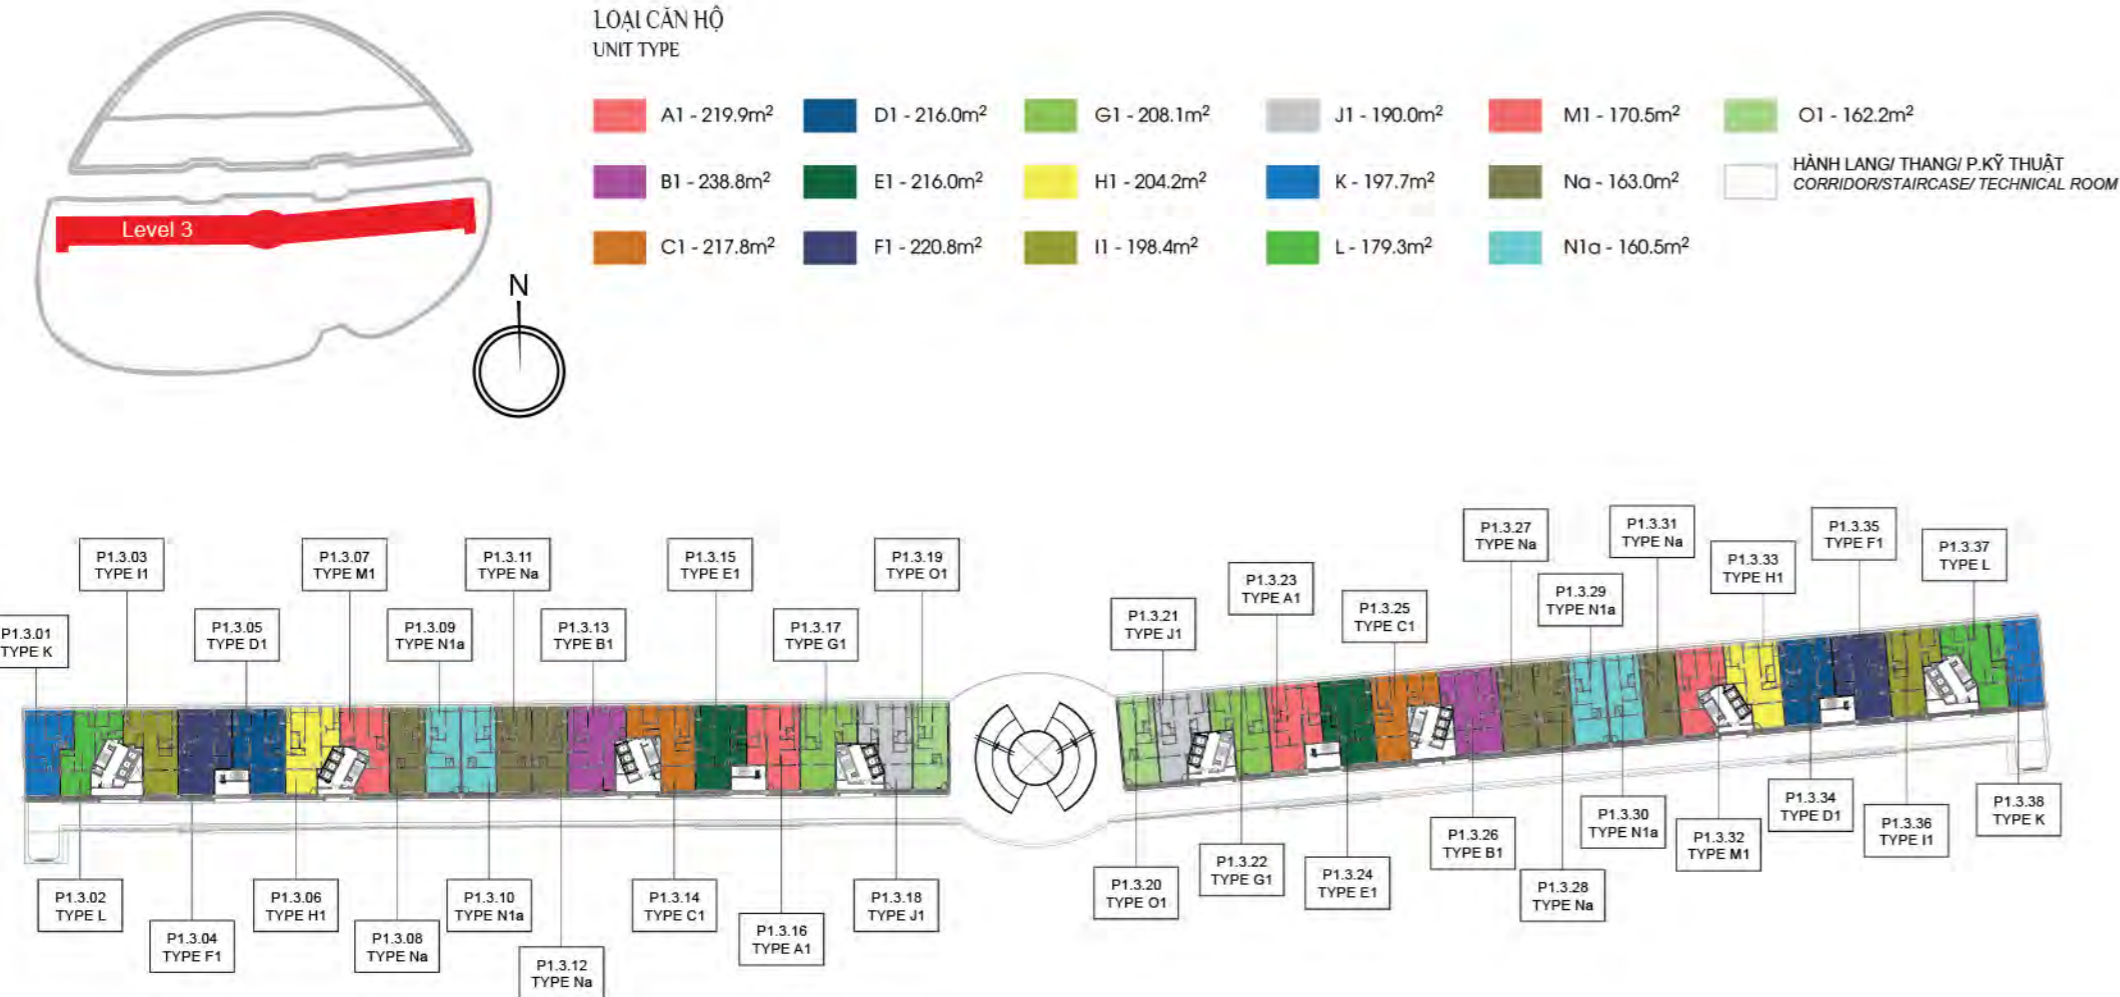 LOẠI CĂN HỘ
UNIT TYPE
A1 - 219.9m²
D1 - 216.0m²
G1 - 208.1m²
J1 - 190.0m²
M1 - 170.5m²
O1 - 162.2m²
B1 - 238.8m²
E1 - 216.0m²
H1 - 204.2m²
K - 197.7m²
Na - 163.0m²
HÀNH LANG/ THANG/ P.KỸ THUẬT
CORRIDOR/STAIRCASE/ TECHNICAL ROOM
C1 - 217.8m²
F1 - 220.8m²
I1 - 198.4m²
L - 179.3m²
N1a - 160.5m²
Level 3
N
P1.3.01
TYPE K
P1.3.03
TYPE I1
P1.3.05
TYPE D1
P1.3.07
TYPE M1
P1.3.09
TYPE N1a
P1.3.11
TYPE Na
P1.3.13
TYPE B1
P1.3.15
TYPE E1
P1.3.17
TYPE G1
P1.3.19
TYPE O1
P1.3.21
TYPE J1
P1.3.23
TYPE A1
P1.3.25
TYPE C1
P1.3.27
TYPE Na
P1.3.29
TYPE N1a
P1.3.31
TYPE Na
P1.3.33
TYPE H1
P1.3.35
TYPE F1
P1.3.37
TYPE L
P1.3.02
TYPE L
P1.3.04
TYPE F1
P1.3.06
TYPE H1
P1.3.08
TYPE Na
P1.3.10
TYPE N1a
P1.3.12
TYPE Na
P1.3.14
TYPE C1
P1.3.16
TYPE A1
P1.3.18
TYPE J1
P1.3.20
TYPE O1
P1.3.22
TYPE G1
P1.3.24
TYPE E1
P1.3.26
TYPE B1
P1.3.28
TYPE Na
P1.3.30
TYPE N1a
P1.3.32
TYPE M1
P1.3.34
TYPE D1
P1.3.36
TYPE I1
P1.3.38
TYPE K